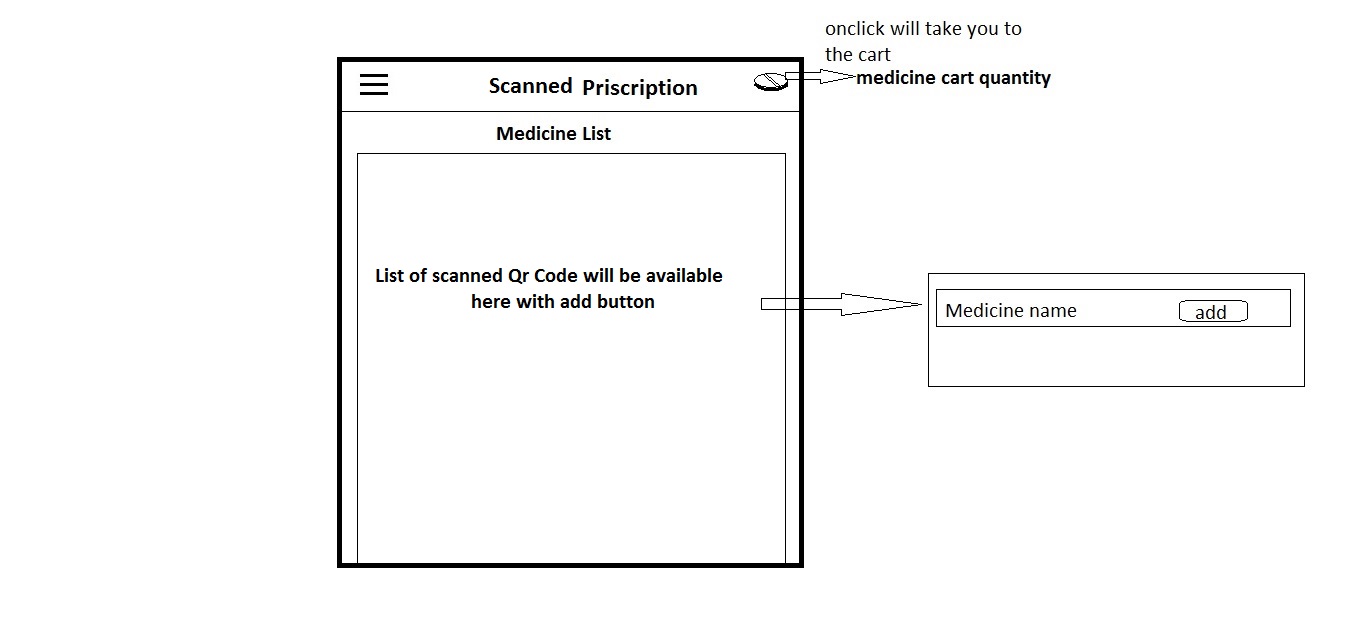 onclick will take you to
the cart
medicine cart quantity
Scanned Priscription
Medicine List
List of scanned Qr Code will be available
here with add button
Medicine name add